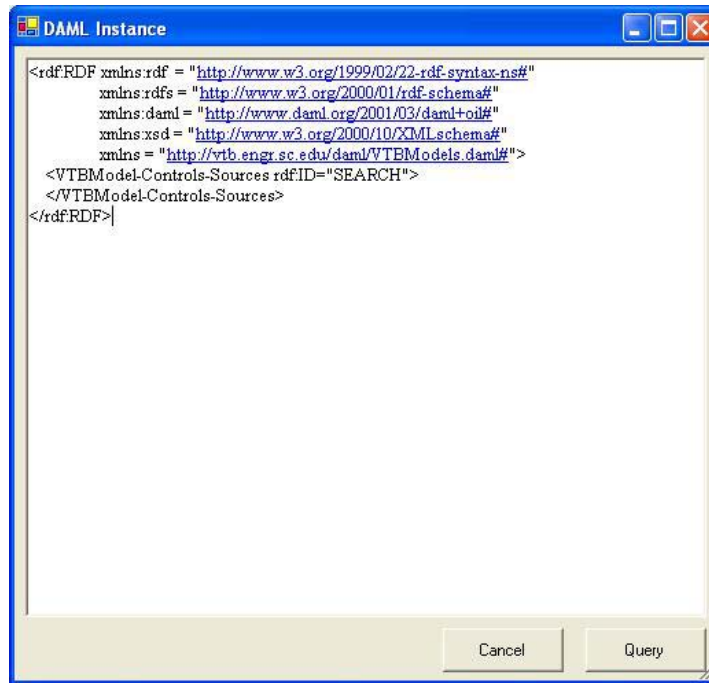 DAML Instance
<rdf:RDF xmlns:rdf = "http://www.w3.org/1999/02/22-rdf-syntax-ns#"
xmlns:rdfs = "http://www.w3.org/2000/01/rdf-schema#"
xmlns:daml = "http://www.daml.org/2001/03/daml+oil#"
xmlns:xsd = "http://www.w3.org/2000/10/XMLschema#"
xmlns = "http://vtb.engr.sc.edu/daml/VTBModels.daml#">
<VTBModel-Controls-Sources rdf:ID="SEARCH">
</VTBModel-Controls-Sources>
</rdf:RDF>
Cancel
Query